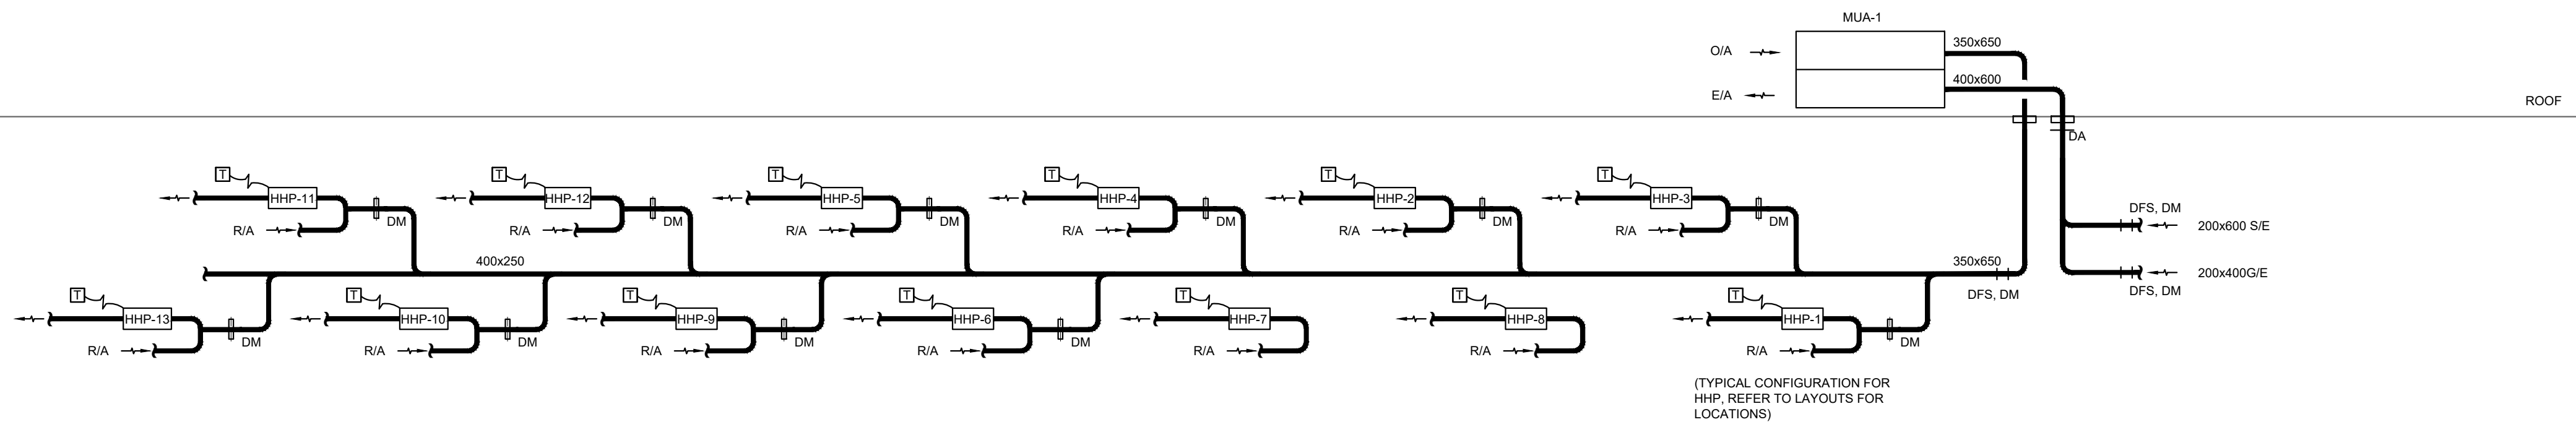 MUA-1
O/A
350x650
400x600
E/A
ROOF
DA
T
T
T
T
T
T
HHP-11
HHP-12
HHP-5
HHP-4
HHP-2
HHP-3
DM
DM
DM
DM
DM
DM
R/A
R/A
R/A
R/A
R/A
R/A
DFS, DM
200x600 S/E
400x250
350x650
200x400G/E
DFS, DM
DFS, DM
T
T
T
T
T
T
T
HHP-13
HHP-10
HHP-9
HHP-6
HHP-7
HHP-8
HHP-1
DM
DM
DM
DM
DM
R/A
R/A
R/A
R/A
R/A
R/A
R/A
(TYPICAL CONFIGURATION FOR
HHP, REFER TO LAYOUTS FOR
LOCATIONS)